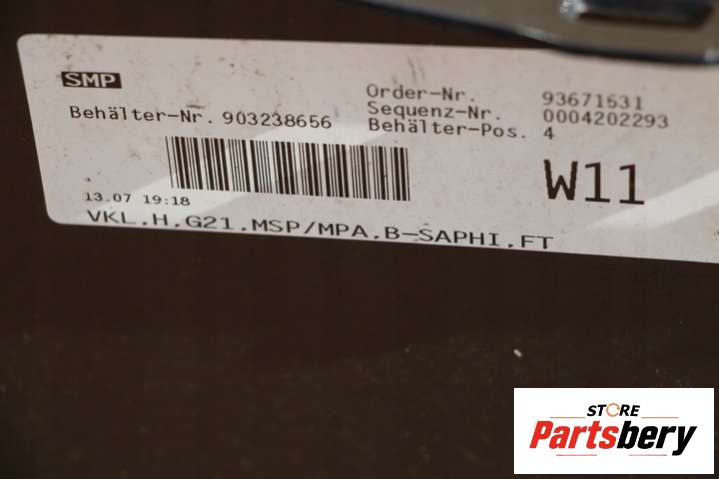 SMP
Order-Nr. 93671631
Sequenz-Nr. 0004202293
Behälter-Nr. 903238656 Behälter-Pos. 4
W11
13.07 19:18
VKL.H.G21.MSP/MPA.B-SAPHI.FT
STORE
Partsbery